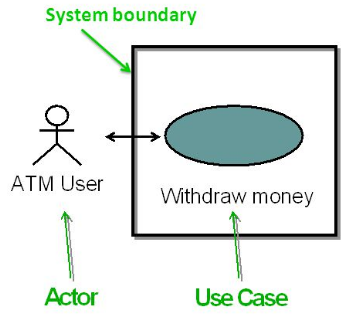 System boundary
ATM User
Withdraw money
Actor
Use Case